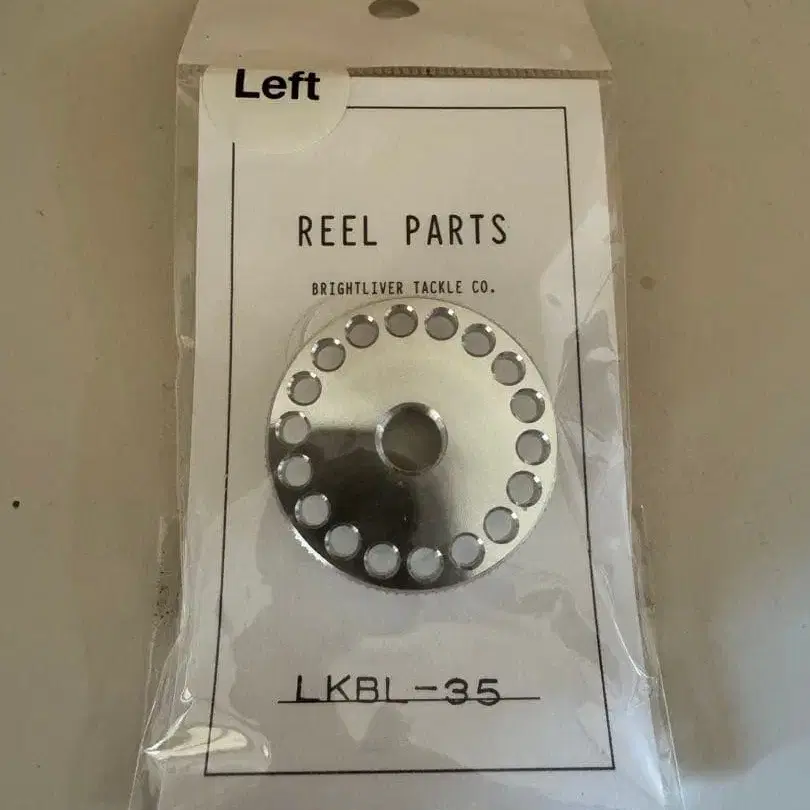 Left
REEL PARTS
BRIGHTLIVER TACKLE CO.
LKBL-35